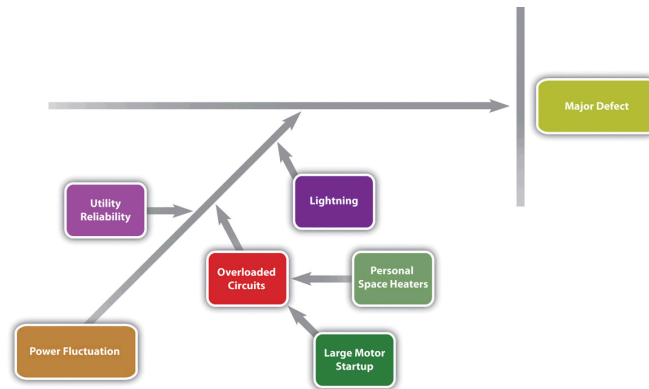 Major Defect
Utility
Reliability
Lightning
Overloaded
Circuits
Personal
Space Heaters
Power Fluctuation
Large Motor
Startup